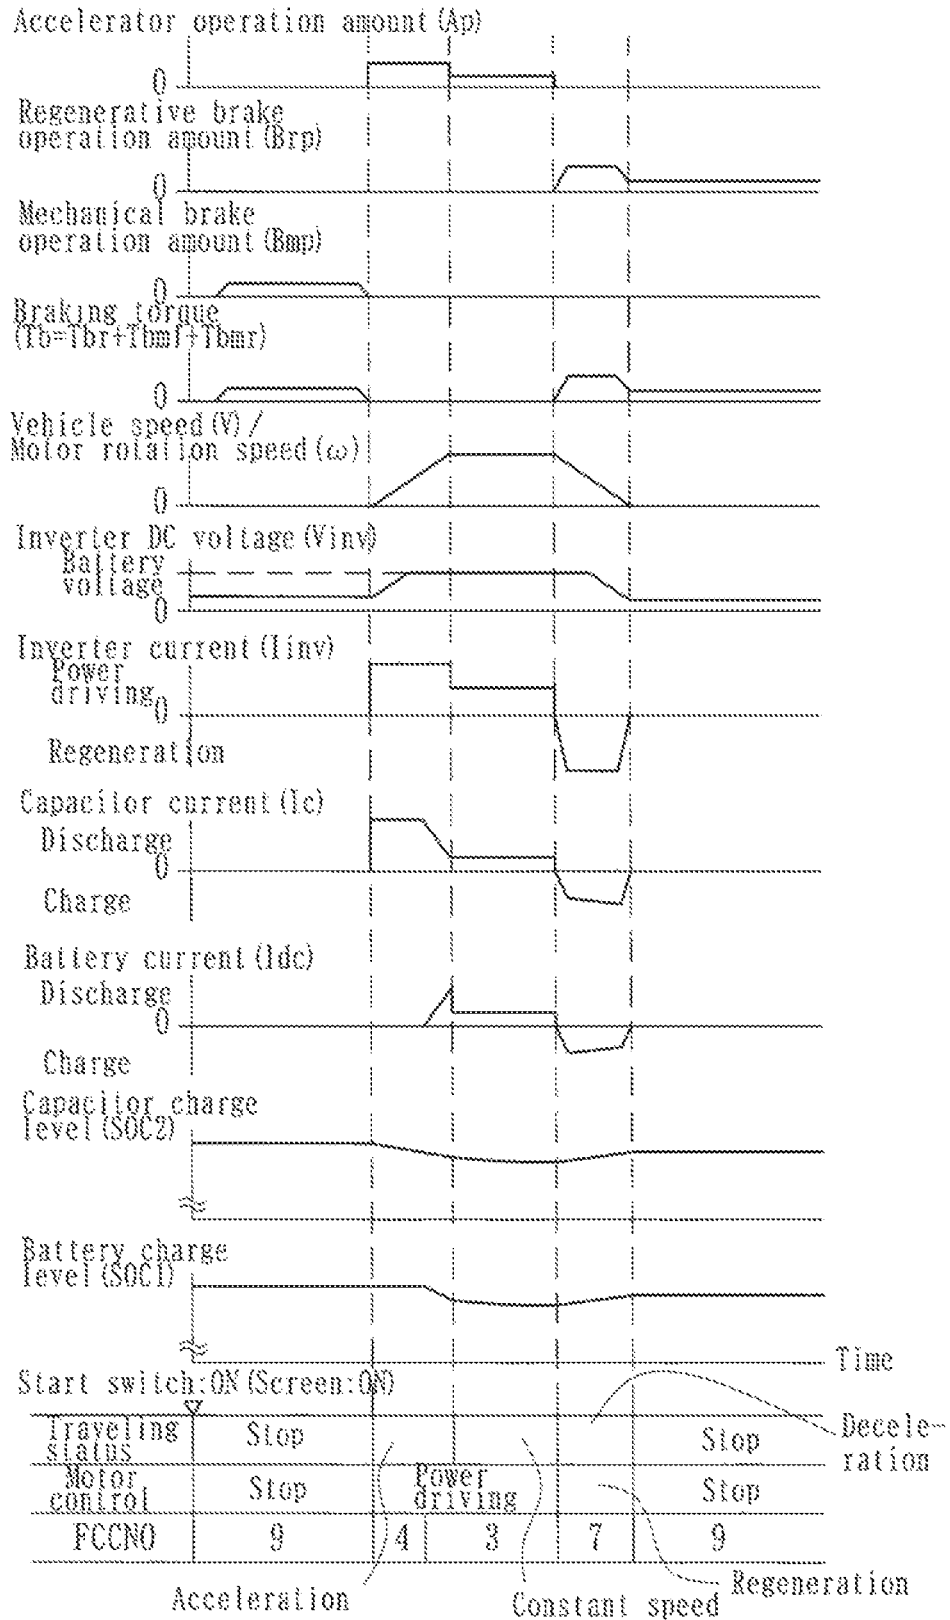 Accelerator operation amount(Ap)
0
Regenerative brake
operation amount(Brp)
0
Mechanical brake
operation amount(Bmp)
0
Braking torque
(Tb=Tbr+Tbmf+Tbmr)
0
Vehicle speed(V)/
Motor rotation speed(ω)
0
Inverter DC voltage(Vinv)
Battery
voltage
0
Inverter current(Iinv)
Power
driving
0
Regeneration
Capacitor current(Ic)
Discharge
0
Charge
Battery current(Idc)
Discharge
0
Charge
Capacitor charge
level(SOC2)
Battery charge
level(SOC1)
Time
Start switch:ON(Screen:ON)
Traveling
status
Stop
Stop
Decele-
ration
Motor
control
Stop
Power
driving
Stop
PCCNO
9
4
3
7
9
Acceleration
Constant speed
Regeneration